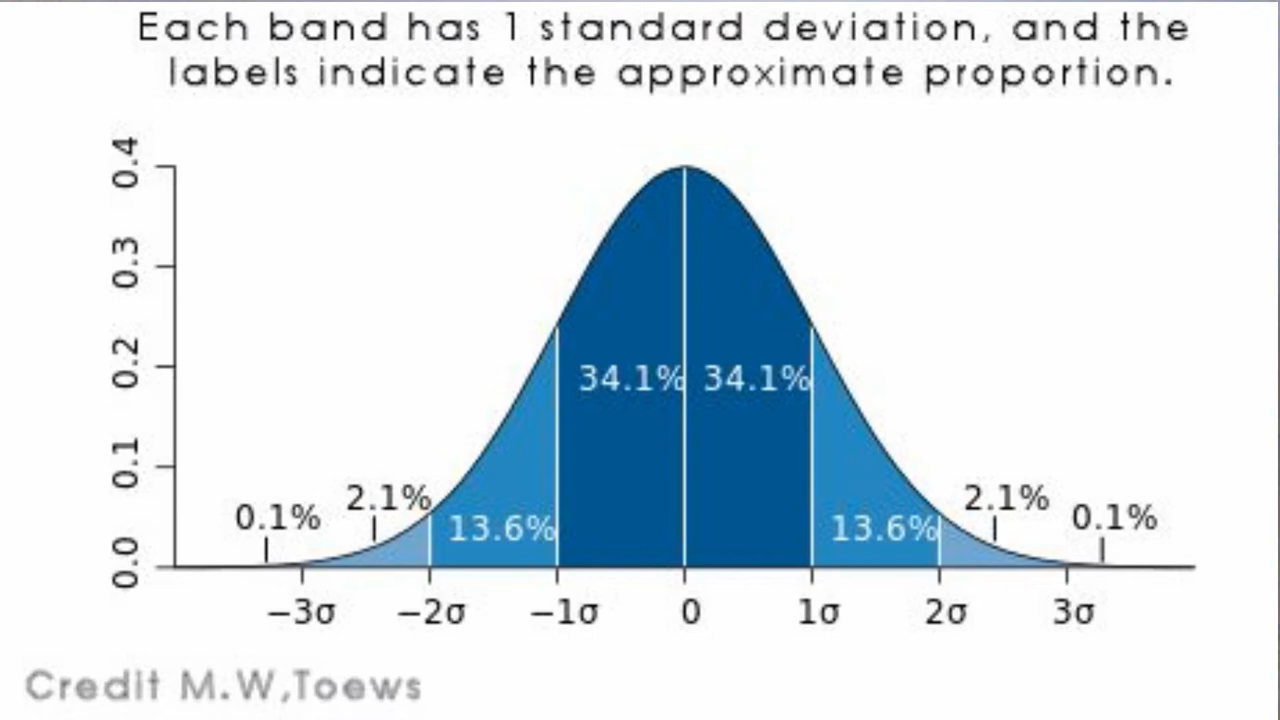 Each band has 1 standard deviation, and the
labels indicate the approximate proportion.
0.4
0.3
0.2
0.1
0.0
34.1% 34.1%
0.1% 2.1% 13.6% 13.6% 2.1% 0.1%
−3σ −2σ −1σ 0 1σ 2σ 3σ
Credit M.W,Toews